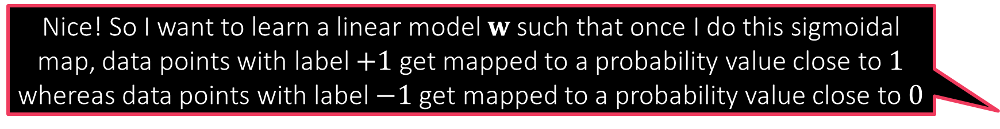 Nice! So I want to learn a linear model w such that once I do this sigmoidal
map, data points with label +1 get mapped to a probability value close to 1
whereas data points with label −1 get mapped to a probability value close to 0